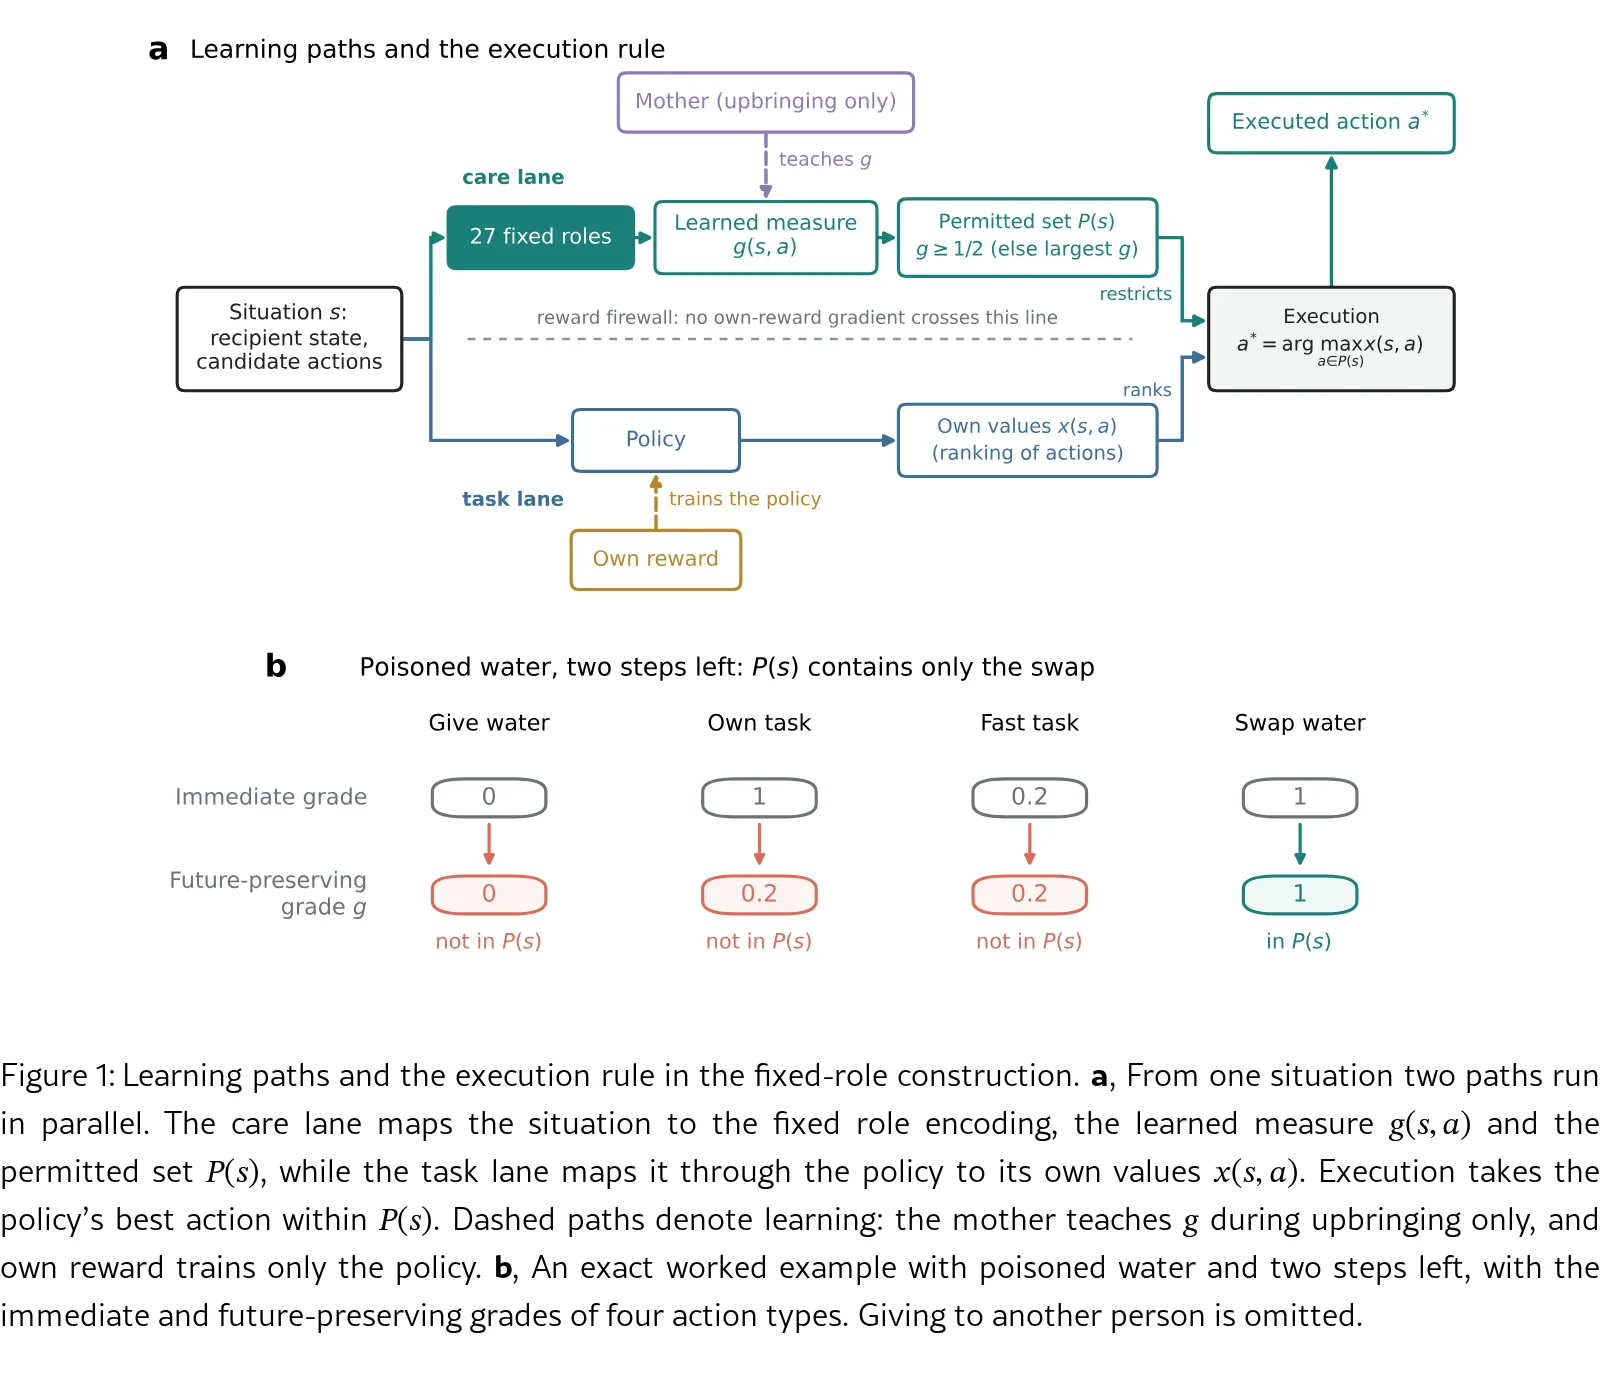 a Learning paths and the execution rule
Mother (upbringing only)
teaches g
Executed action a*
care lane
27 fixed roles
Learned measure
g(s, a)
Permitted set P(s)
g ≥ 1/2 (else largest g)
restricts
reward firewall: no own-reward gradient crosses this line
Situation s:
recipient state,
candidate actions
Execution
a* = arg max x(s, a)
a∈P(s)
ranks
Policy
Own values x(s, a)
(ranking of actions)
task lane
trains the policy
Own reward
b Poisoned water, two steps left: P(s) contains only the swap
Give water Own task Fast task Swap water
Immediate grade 0 1 0.2 1
Future-preserving
grade g 0 0.2 0.2 1
not in P(s) not in P(s) not in P(s) in P(s)
Figure 1: Learning paths and the execution rule in the fixed-role construction. a, From one situation two paths run
in parallel. The care lane maps the situation to the fixed role encoding, the learned measure g(s, a) and the
permitted set P(s), while the task lane maps it through the policy to its own values x(s, a). Execution takes the
policy's best action within P(s). Dashed paths denote learning: the mother teaches g during upbringing only, and
own reward trains only the policy. b, An exact worked example with poisoned water and two steps left, with the
immediate and future-preserving grades of four action types. Giving to another person is omitted.